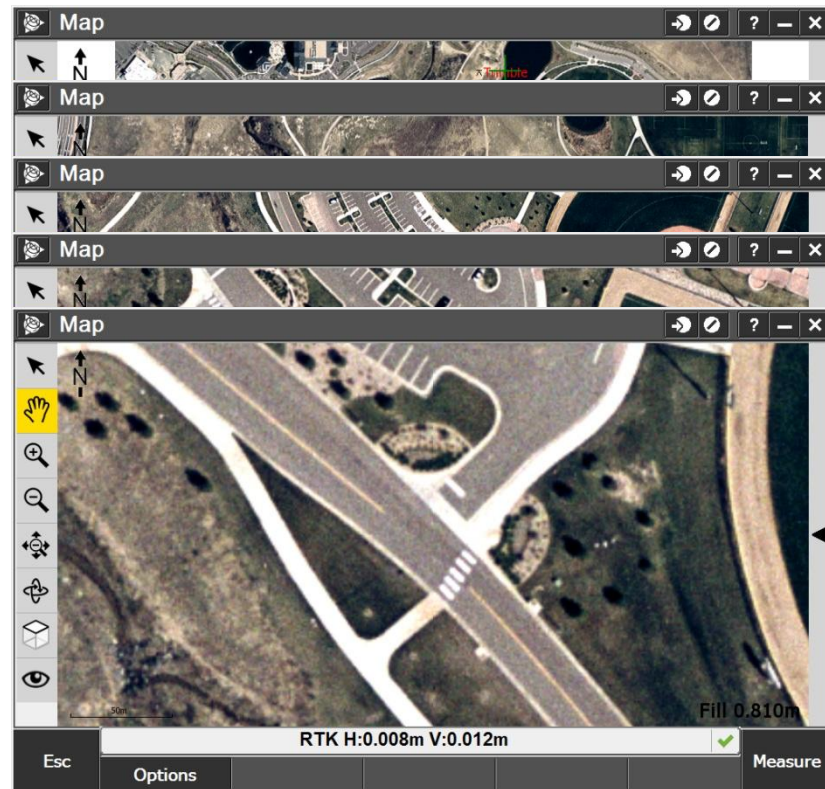 Map
?
N
Trimble
Map
?
N
Map
?
N
Map
?
N
Map
?
N
50m
Fill 0.810m
RTK H:0.008m V:0.012m
Esc
Options
Measure